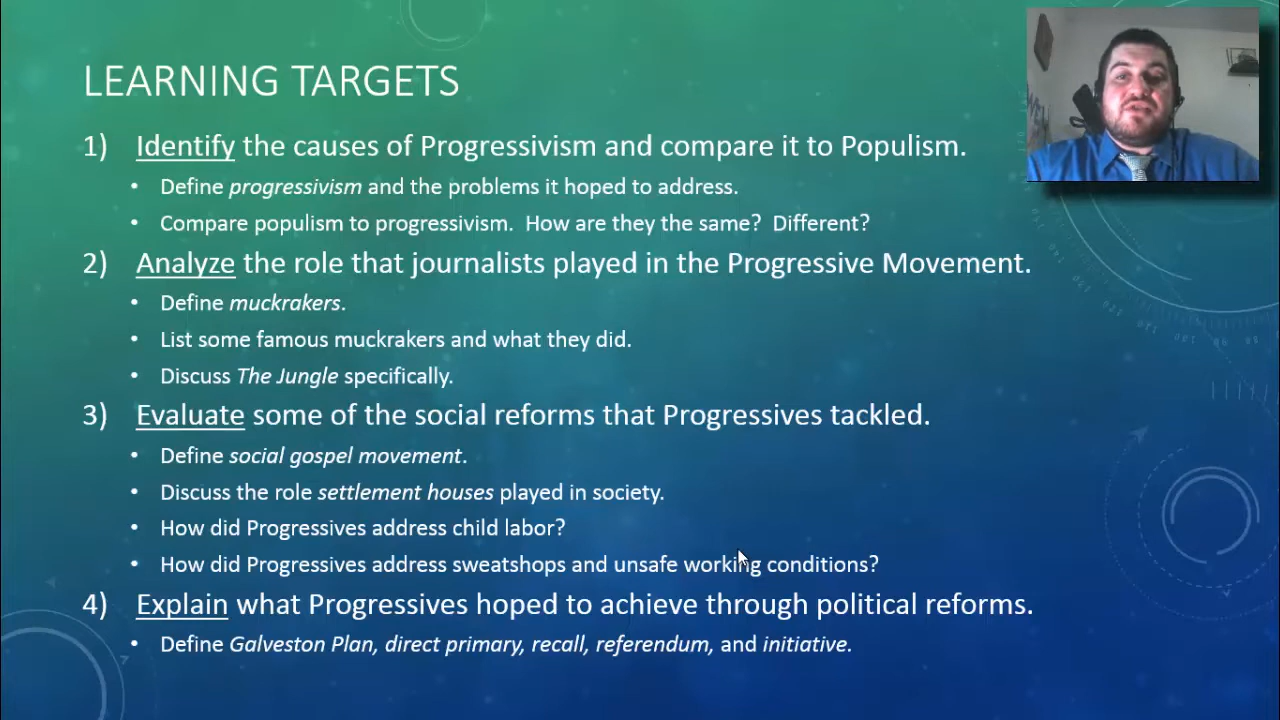 LEARNING TARGETS
1) Identify the causes of Progressivism and compare it to Populism.
• Define progressivism and the problems it hoped to address.
• Compare populism to progressivism. How are they the same? Different?
2) Analyze the role that journalists played in the Progressive Movement.
• Define muckrakers.
• List some famous muckrakers and what they did.
• Discuss The Jungle specifically.
3) Evaluate some of the social reforms that Progressives tackled.
• Define social gospel movement.
• Discuss the role settlement houses played in society.
• How did Progressives address child labor?
• How did Progressives address sweatshops and unsafe working conditions?
4) Explain what Progressives hoped to achieve through political reforms.
• Define Galveston Plan, direct primary, recall, referendum, and initiative.